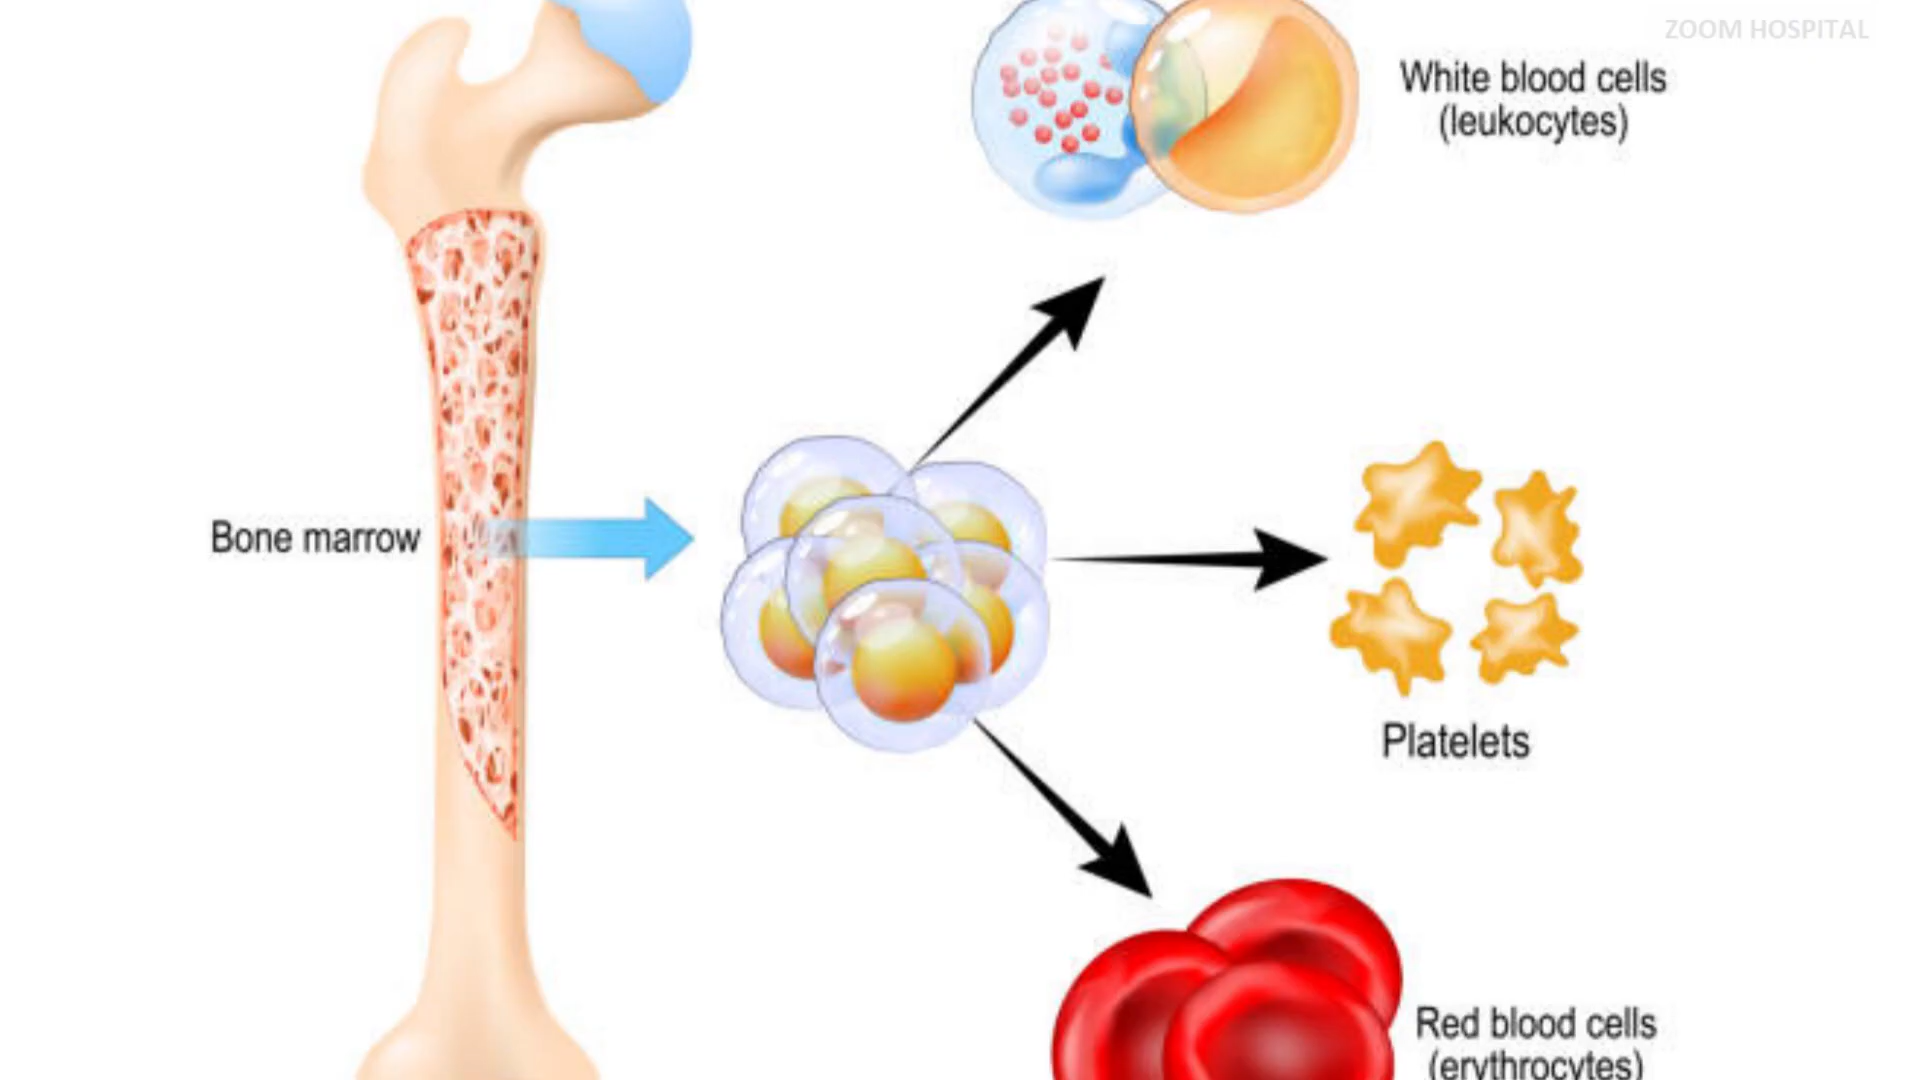 ZOOM HOSPITAL
White blood cells
(leukocytes)
Bone marrow
Platelets
Red blood cells
(erythrocytes)